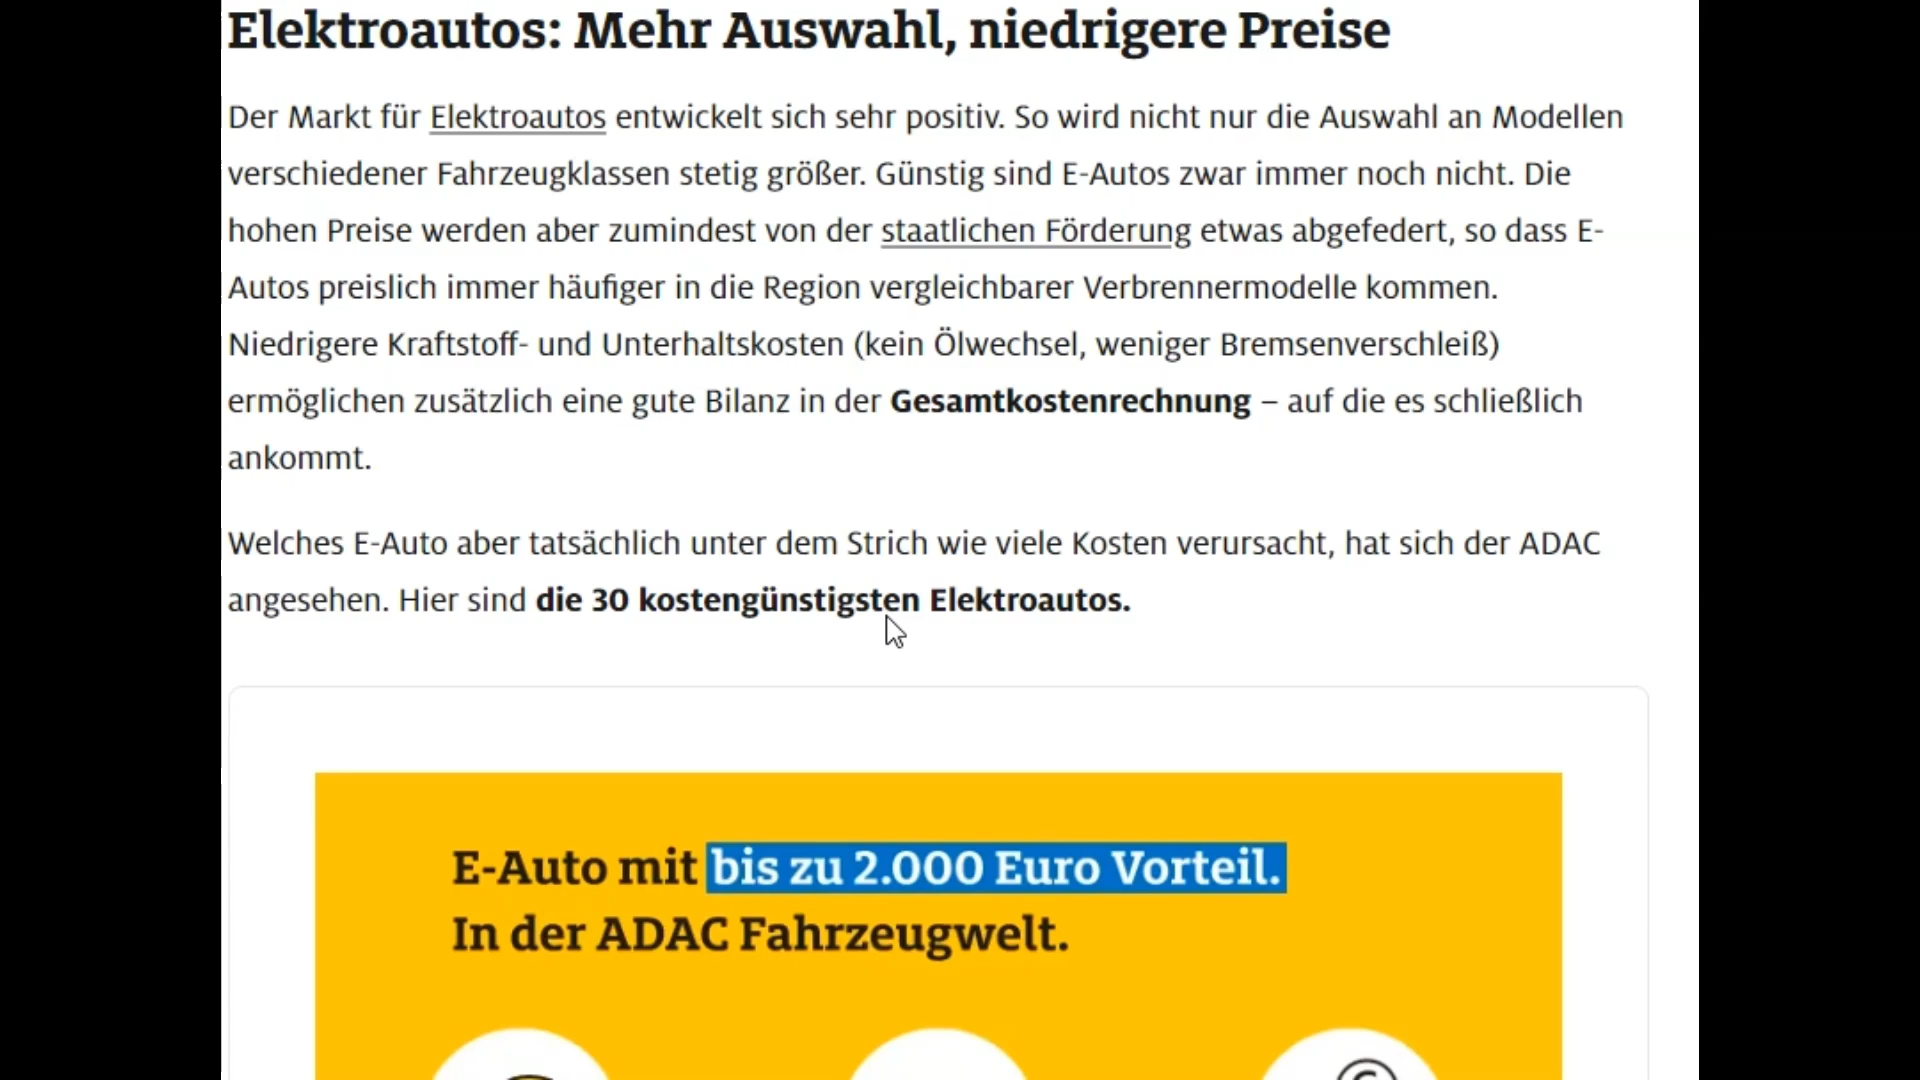 Elektroautos: Mehr Auswahl, niedrigere Preise
Der Markt für Elektroautos entwickelt sich sehr positiv. So wird nicht nur die Auswahl an Modellen
verschiedener Fahrzeugklassen stetig größer. Günstig sind E-Autos zwar immer noch nicht. Die
hohen Preise werden aber zumindest von der staatlichen Förderung etwas abgefedert, so dass E-
Autos preislich immer häufiger in die Region vergleichbarer Verbrennermodelle kommen.
Niedrigere Kraftstoff- und Unterhaltskosten (kein Ölwechsel, weniger Bremsenverschleiß)
ermöglichen zusätzlich eine gute Bilanz in der Gesamtkostenrechnung – auf die es schließlich
ankommt.
Welches E-Auto aber tatsächlich unter dem Strich wie viele Kosten verursacht, hat sich der ADAC
angesehen. Hier sind die 30 kostengünstigsten Elektroautos.
E-Auto mit bis zu 2.000 Euro Vorteil.
In der ADAC Fahrzeugwelt.